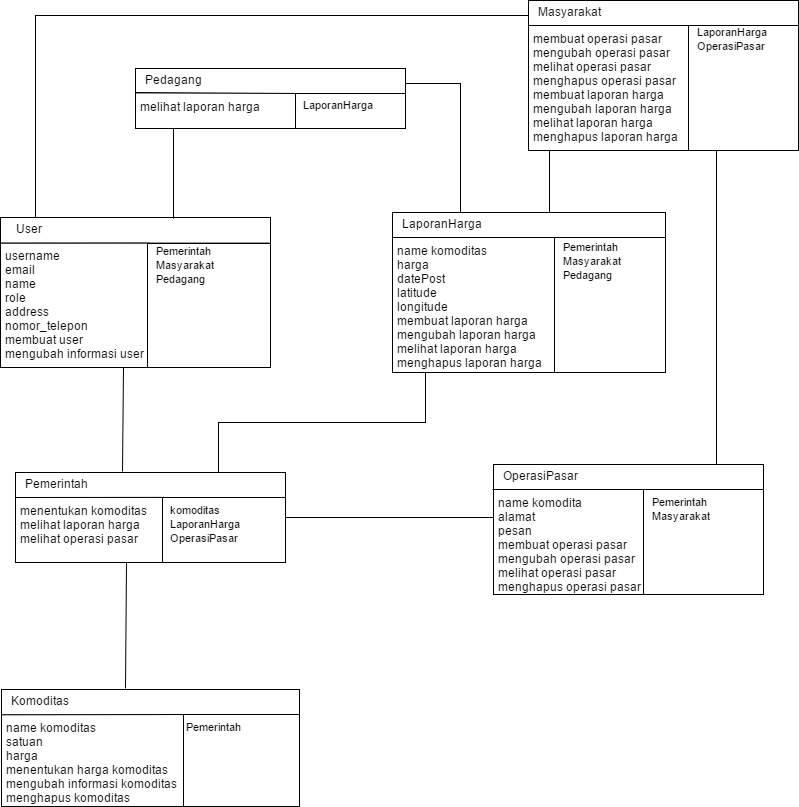 Masyarakat
membuat operasi pasar
mengubah operasi pasar
melihat operasi pasar
menghapus operasi pasar
membuat laporan harga
mengubah laporan harga
melihat laporan harga
menghapus laporan harga
LaporanHarga
OperasiPasar
Pedagang
melihat laporan harga
LaporanHarga
User
username
email
name
role
address
nomor_telepon
membuat user
mengubah informasi user
Pemerintah
Masyarakat
Pedagang
LaporanHarga
name komoditas
harga
datePost
latitude
longitude
membuat laporan harga
mengubah laporan harga
melihat laporan harga
menghapus laporan harga
Pemerintah
Masyarakat
Pedagang
Pemerintah
menentukan komoditas
melihat laporan harga
melihat operasi pasar
komoditas
LaporanHarga
OperasiPasar
OperasiPasar
name komodita
alamat
pesan
membuat operasi pasar
mengubah operasi pasar
melihat operasi pasar
menghapus operasi pasar
Pemerintah
Masyarakat
Komoditas
name komoditas
satuan
harga
menentukan harga komoditas
mengubah informasi komoditas
menghapus komoditas
Pemerintah